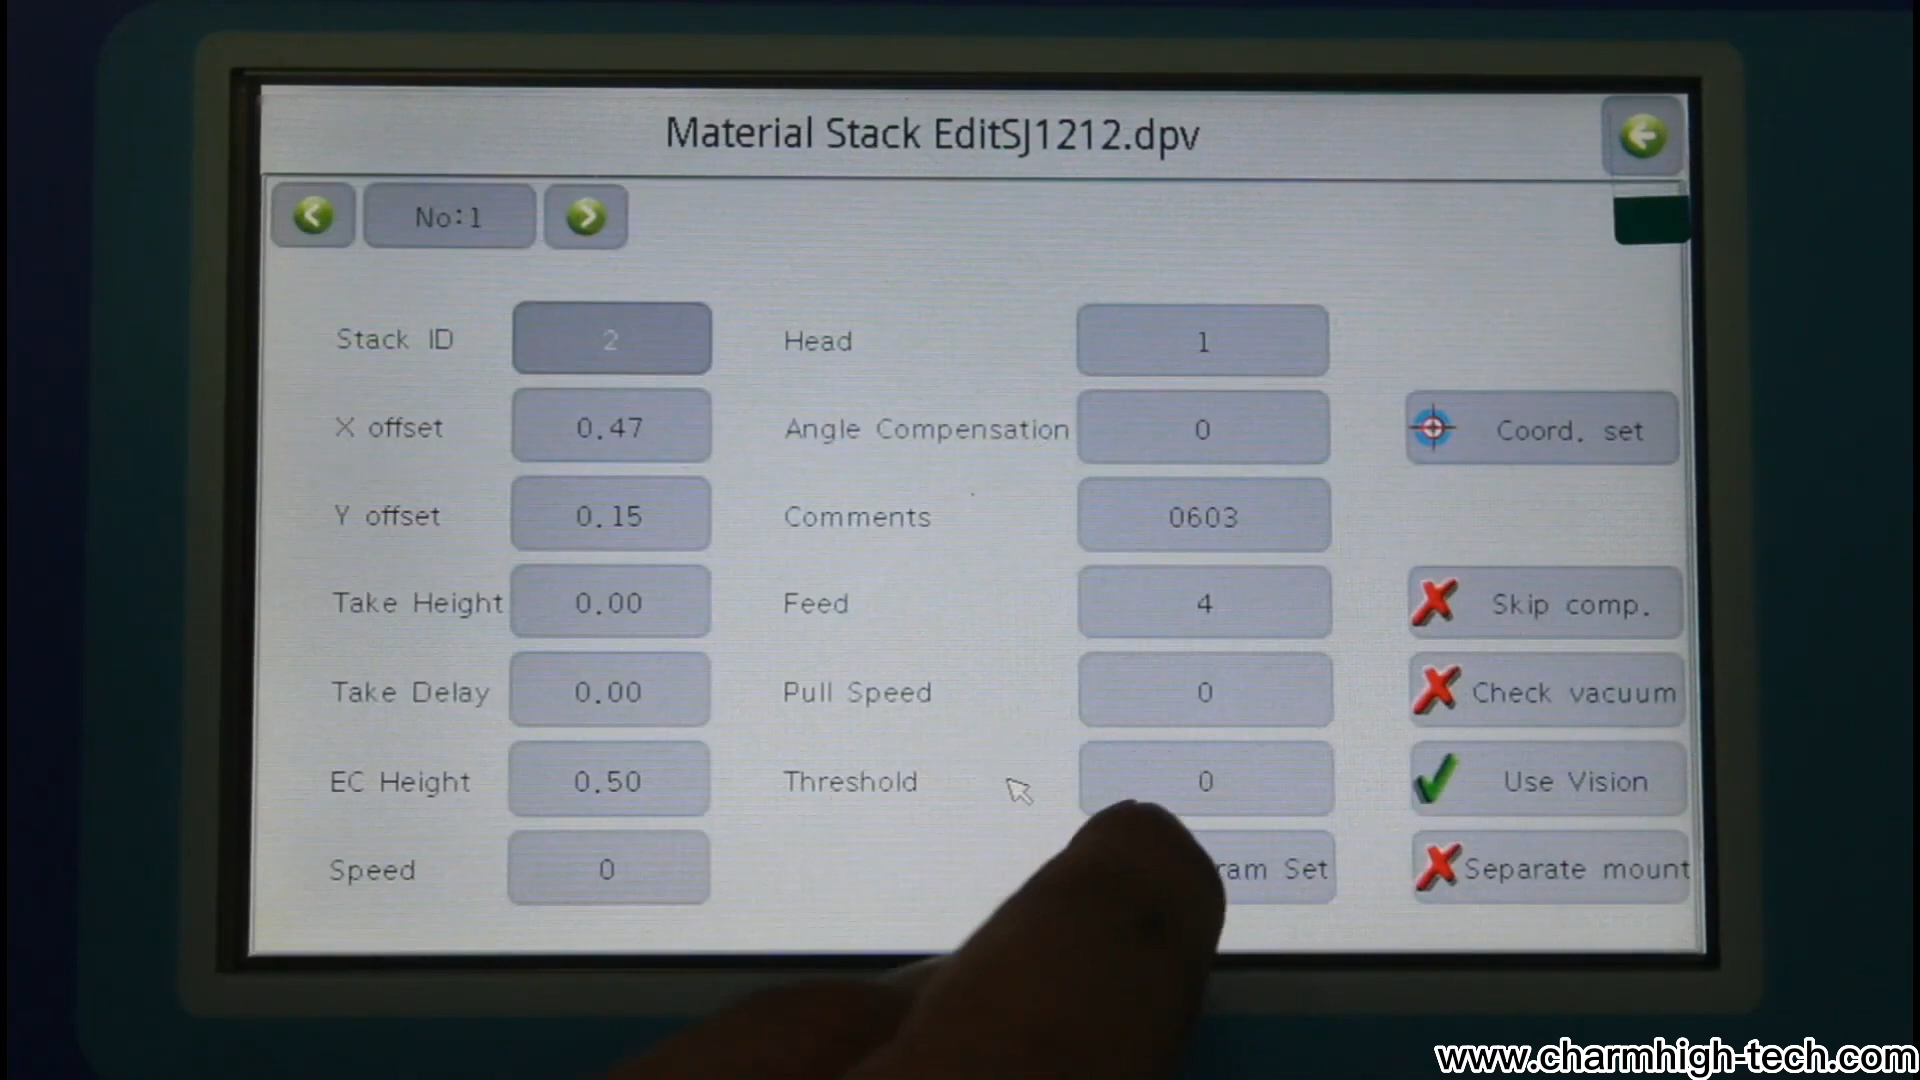 Material Stack EditSJ1212.dpv
No:1
Stack ID 2 Head 1
X offset 0.47 Angle Compensation 0 Coord. set
Y offset 0.15 Comments 0603
Take Height 0.00 Feed 4 Skip comp.
Take Delay 0.00 Pull Speed 0 Check vacuum
EC Height 0.50 Threshold 0 Use Vision
Speed 0 Set Separate mount
www.charmhigh-tech.com